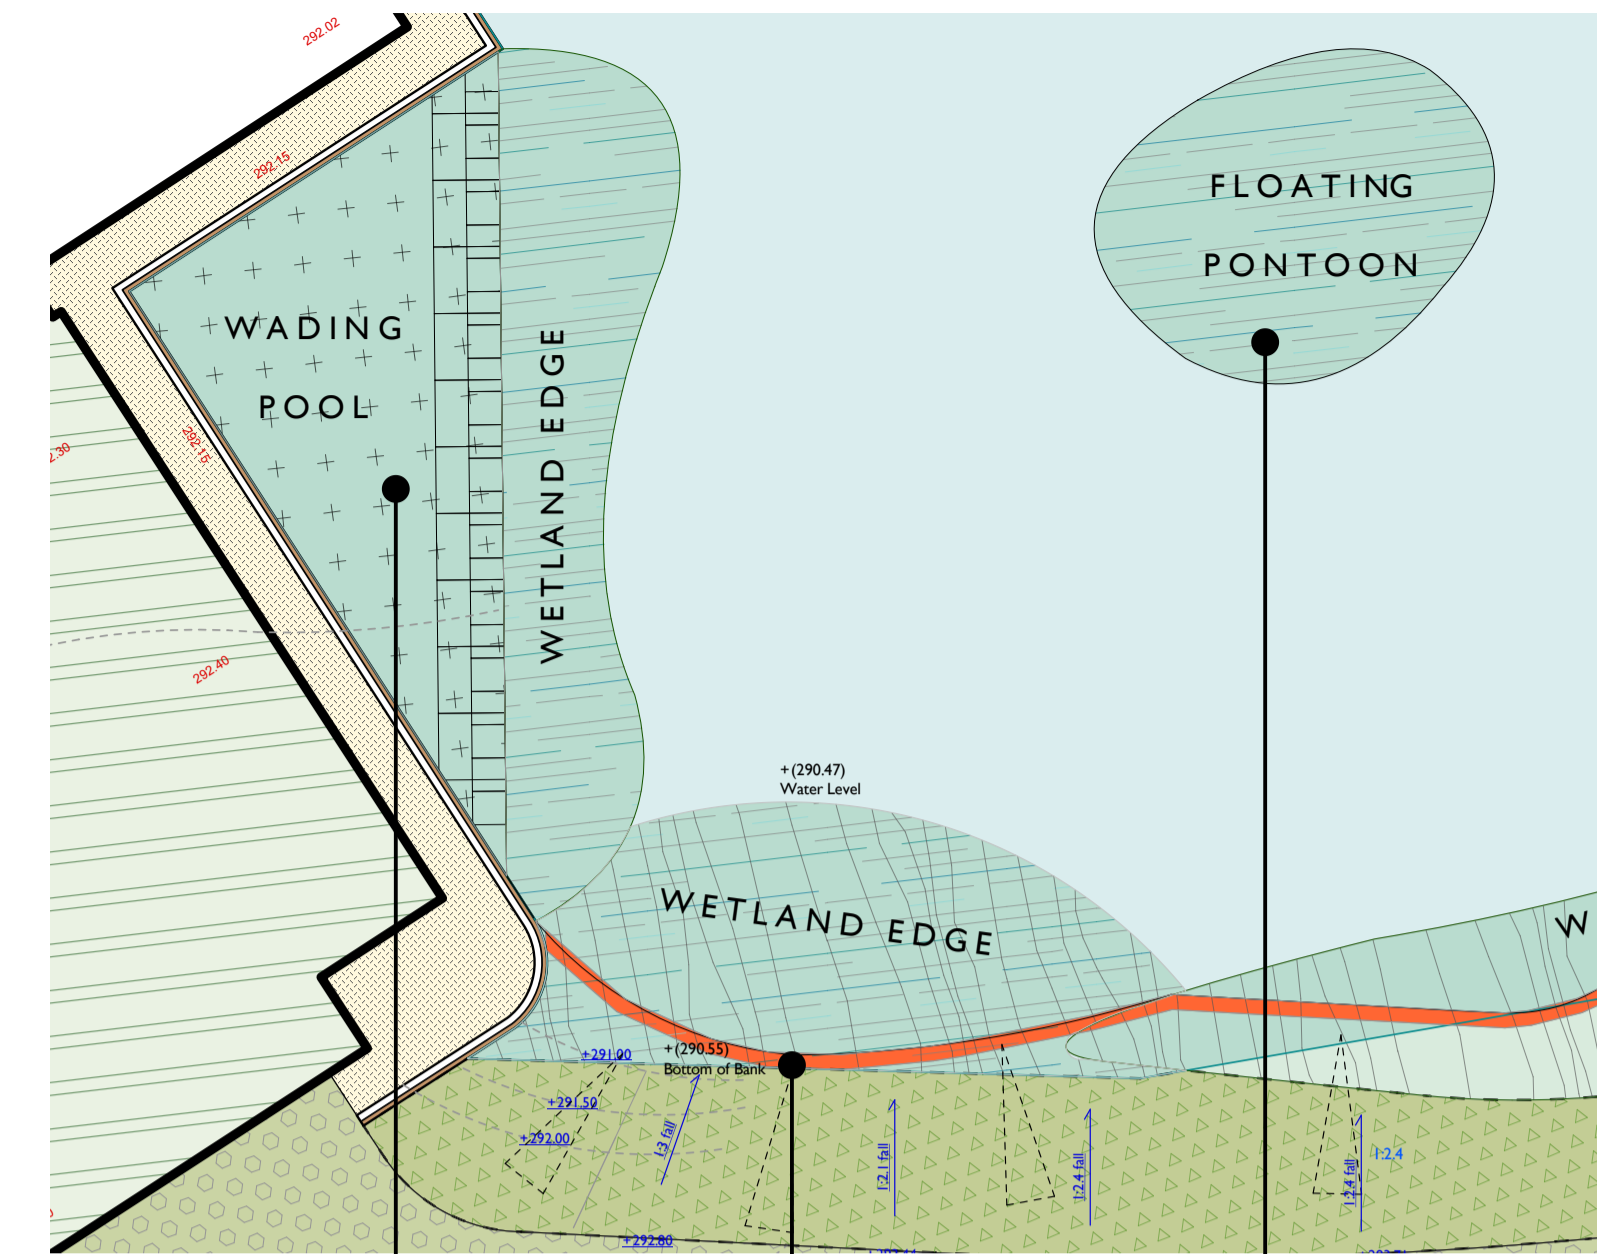 292.02
292.15
FLOATING
PONTOON
WADING
POOL
WETLAND EDGE
292.15
292.40
+(290.47)
Water Level
WETLAND EDGE
W
+(290.55)
Bottom of Bank
+291.00
+291.50
+292.00
1:3 fall
1:2.1 fall
1:2.4 fall
1:2.4 fall
1:2.4
+292.80